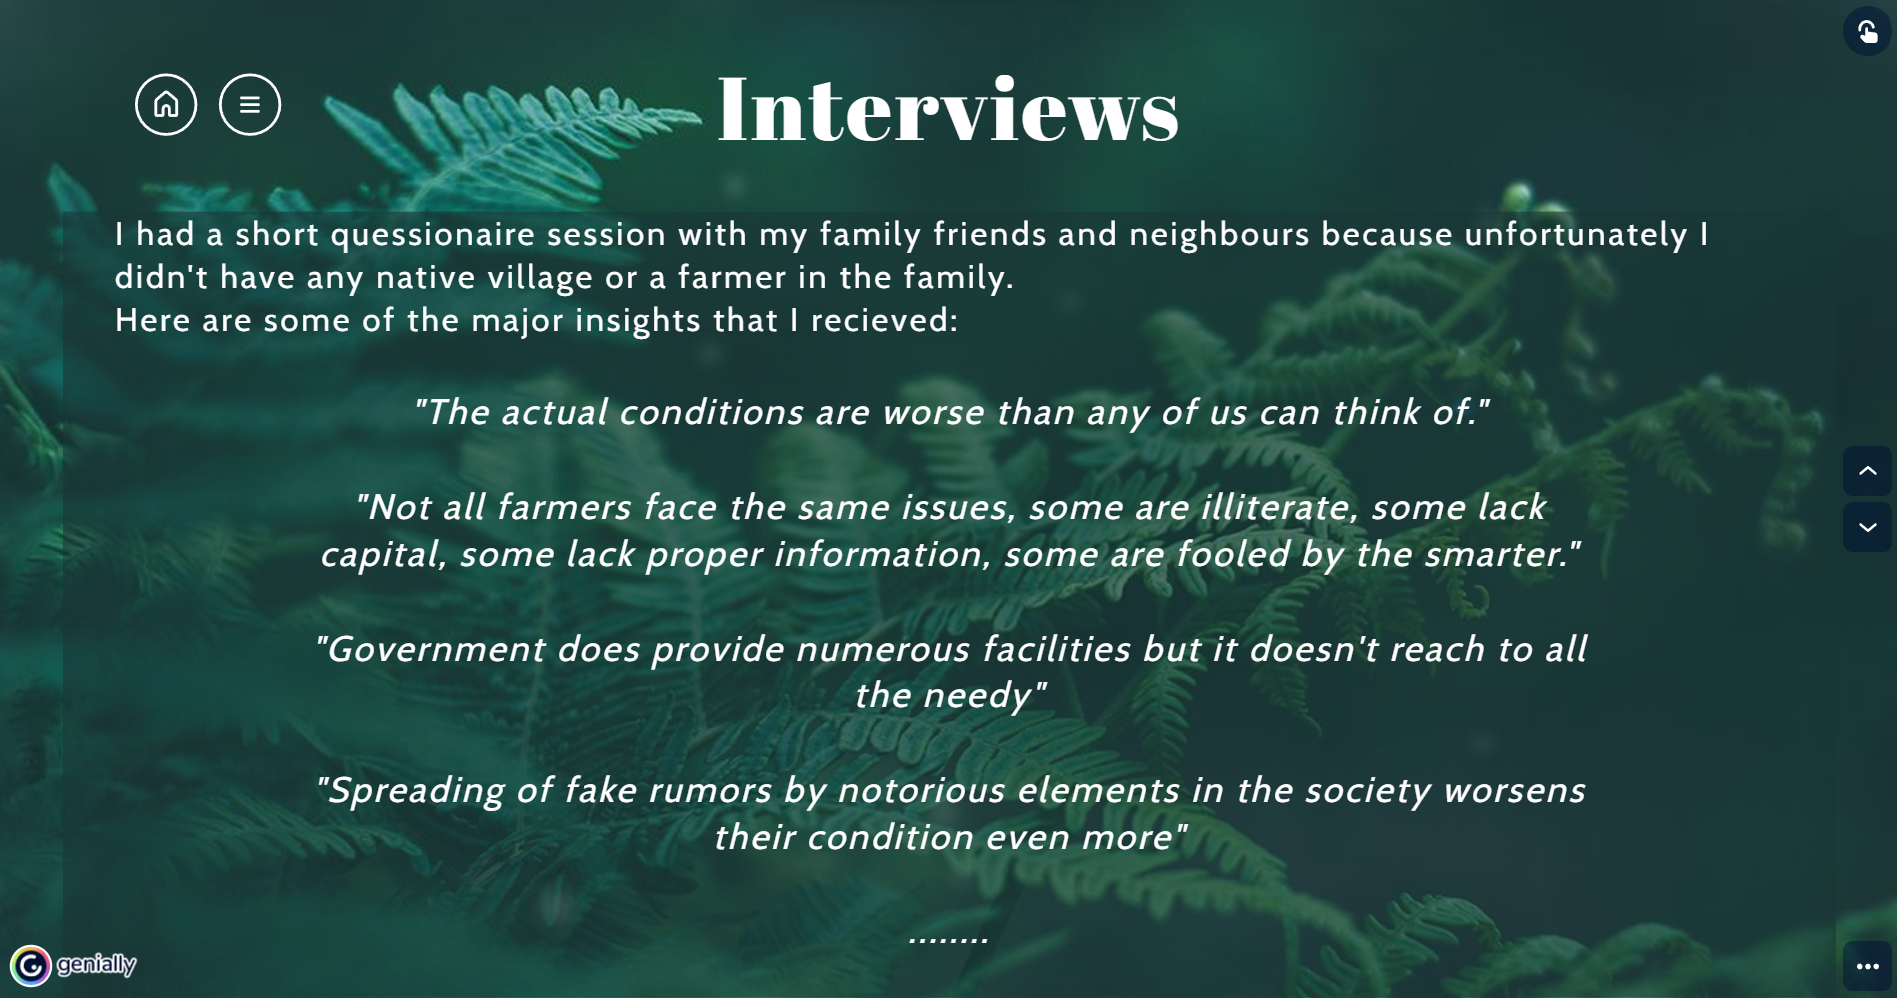 Interviews
I had a short quessionaire session with my family friends and neighbours because unfortunately I
didn't have any native village or a farmer in the family.
Here are some of the major insights that I recieved:
"The actual conditions are worse than any of us can think of."
"Not all farmers face the same issues, some are illiterate, some lack
capital, some lack proper information, some are fooled by the smarter."
"Government does provide numerous facilities but it doesn't reach to all
the needy"
"Spreading of fake rumors by notorious elements in the society worsens
their condition even more"
........
genially